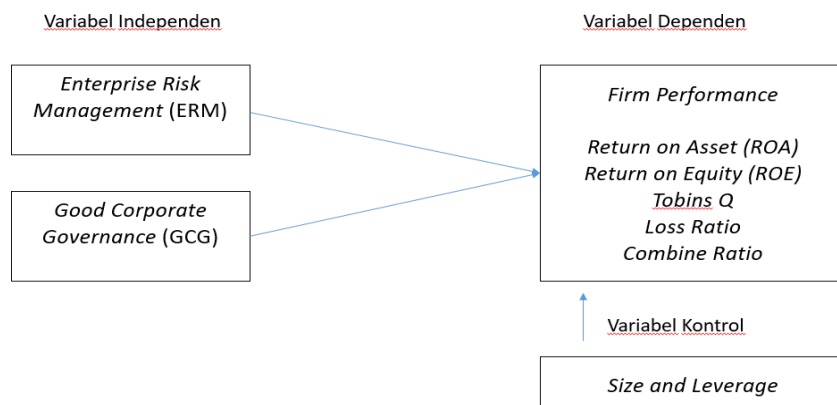 Variabel Independen
Variabel Dependen
Enterprise Risk
Management (ERM)
Good Corporate
Governance (GCG)
Firm Performance
Return on Asset (ROA)
Return on Equity (ROE)
Tobins Q
Loss Ratio
Combine Ratio
Variabel Kontrol
Size and Leverage